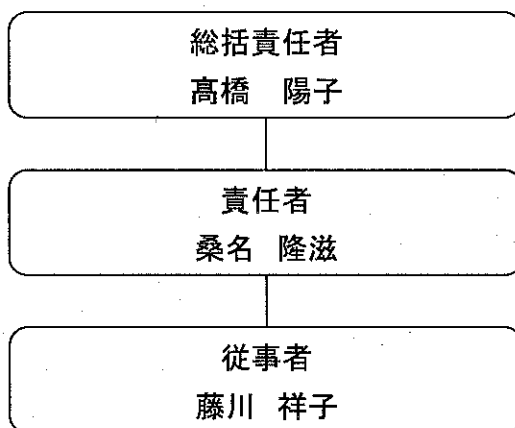 総括責任者
髙橋　陽子
責任者
桑名　隆滋
従事者
藤川　祥子